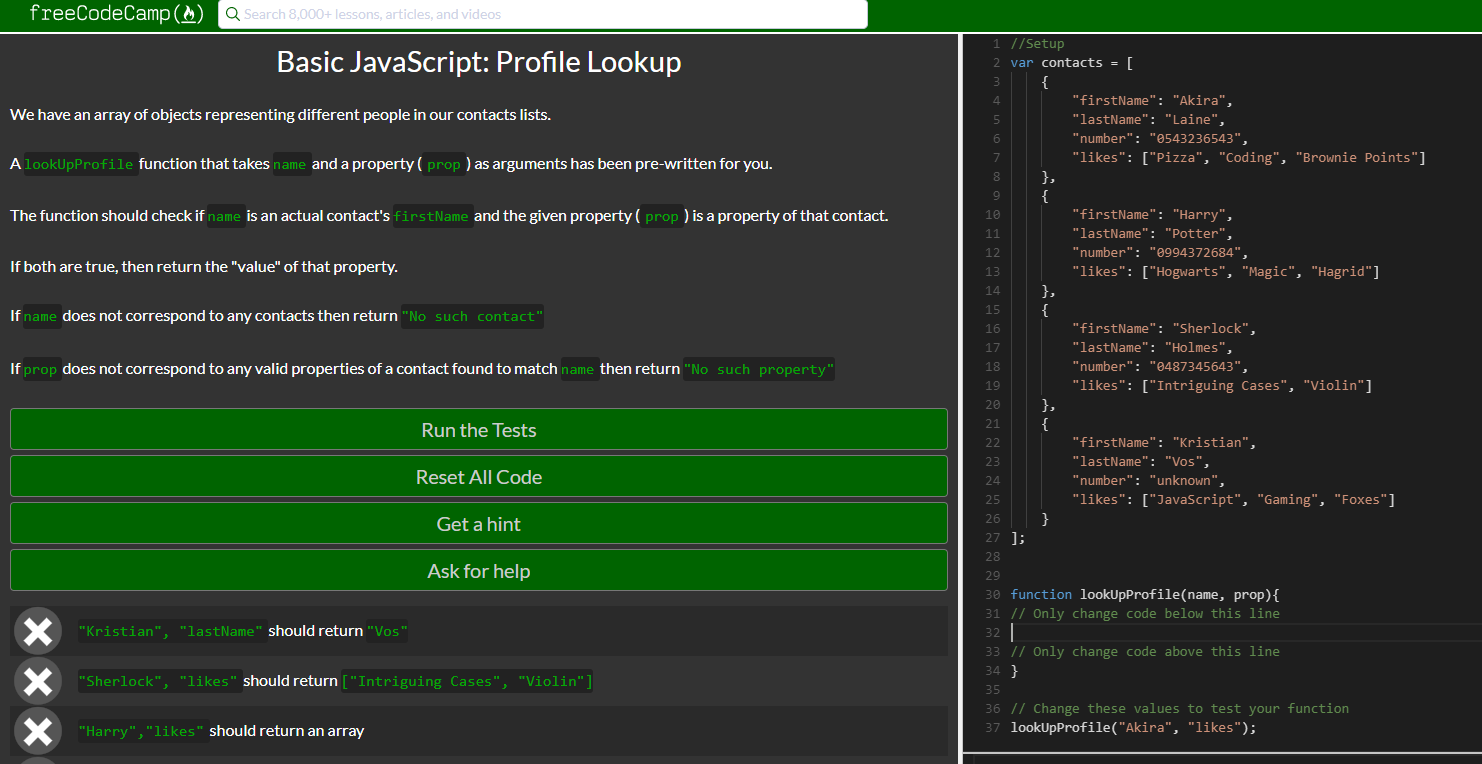 freeCodeCamp
Search 8,000+ lessons, articles, and videos
Basic JavaScript: Profile Lookup
We have an array of objects representing different people in our contacts lists.
A lookUpProfile function that takes name and a property ( prop ) as arguments has been pre-written for you.
The function should check if name is an actual contact's firstName and the given property ( prop ) is a property of that contact.
If both are true, then return the "value" of that property.
If name does not correspond to any contacts then return "No such contact"
If prop does not correspond to any valid properties of a contact found to match name then return "No such property"
Run the Tests
Reset All Code
Get a hint
Ask for help
"Kristian", "lastName" should return "Vos"
"Sherlock", "likes" should return ["Intriguing Cases", "Violin"]
"Harry","likes" should return an array
1 //Setup
2 var contacts = [
3     {
4         "firstName": "Akira",
5         "lastName": "Laine",
6         "number": "0543236543",
7         "likes": ["Pizza", "Coding", "Brownie Points"]
8     },
9     {
10         "firstName": "Harry",
11         "lastName": "Potter",
12         "number": "0994372684",
13         "likes": ["Hogwarts", "Magic", "Hagrid"]
14     },
15     {
16         "firstName": "Sherlock",
17         "lastName": "Holmes",
18         "number": "0487345643",
19         "likes": ["Intriguing Cases", "Violin"]
20     },
21     {
22         "firstName": "Kristian",
23         "lastName": "Vos",
24         "number": "unknown",
25         "likes": ["JavaScript", "Gaming", "Foxes"]
26     }
27 ];
28
29
30 function lookUpProfile(name, prop){
31 // Only change code below this line
32
33 // Only change code above this line
34 }
35
36 // Change these values to test your function
37 lookUpProfile("Akira", "likes");